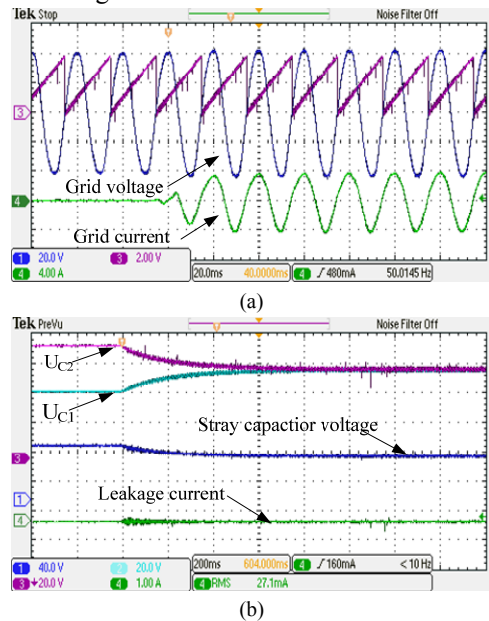 Tek Stop Noise Filter Off
3
Grid voltage
4
Grid current
1 20.0 V 3 2.00 V
4 4.00 A
20.0ms 40.0000ms 4 480mA 50.0145 Hz
(a)
Tek PreVu Noise Filter Off
UC2
UC1
Stray capactior voltage
3
1
Leakage current
4
1 40.0 V 20.0 V
3 20.0 V 4 1.00 A
200ms 604.000ms 4 160mA < 10 Hz
4 RMS 27.1mA
(b)